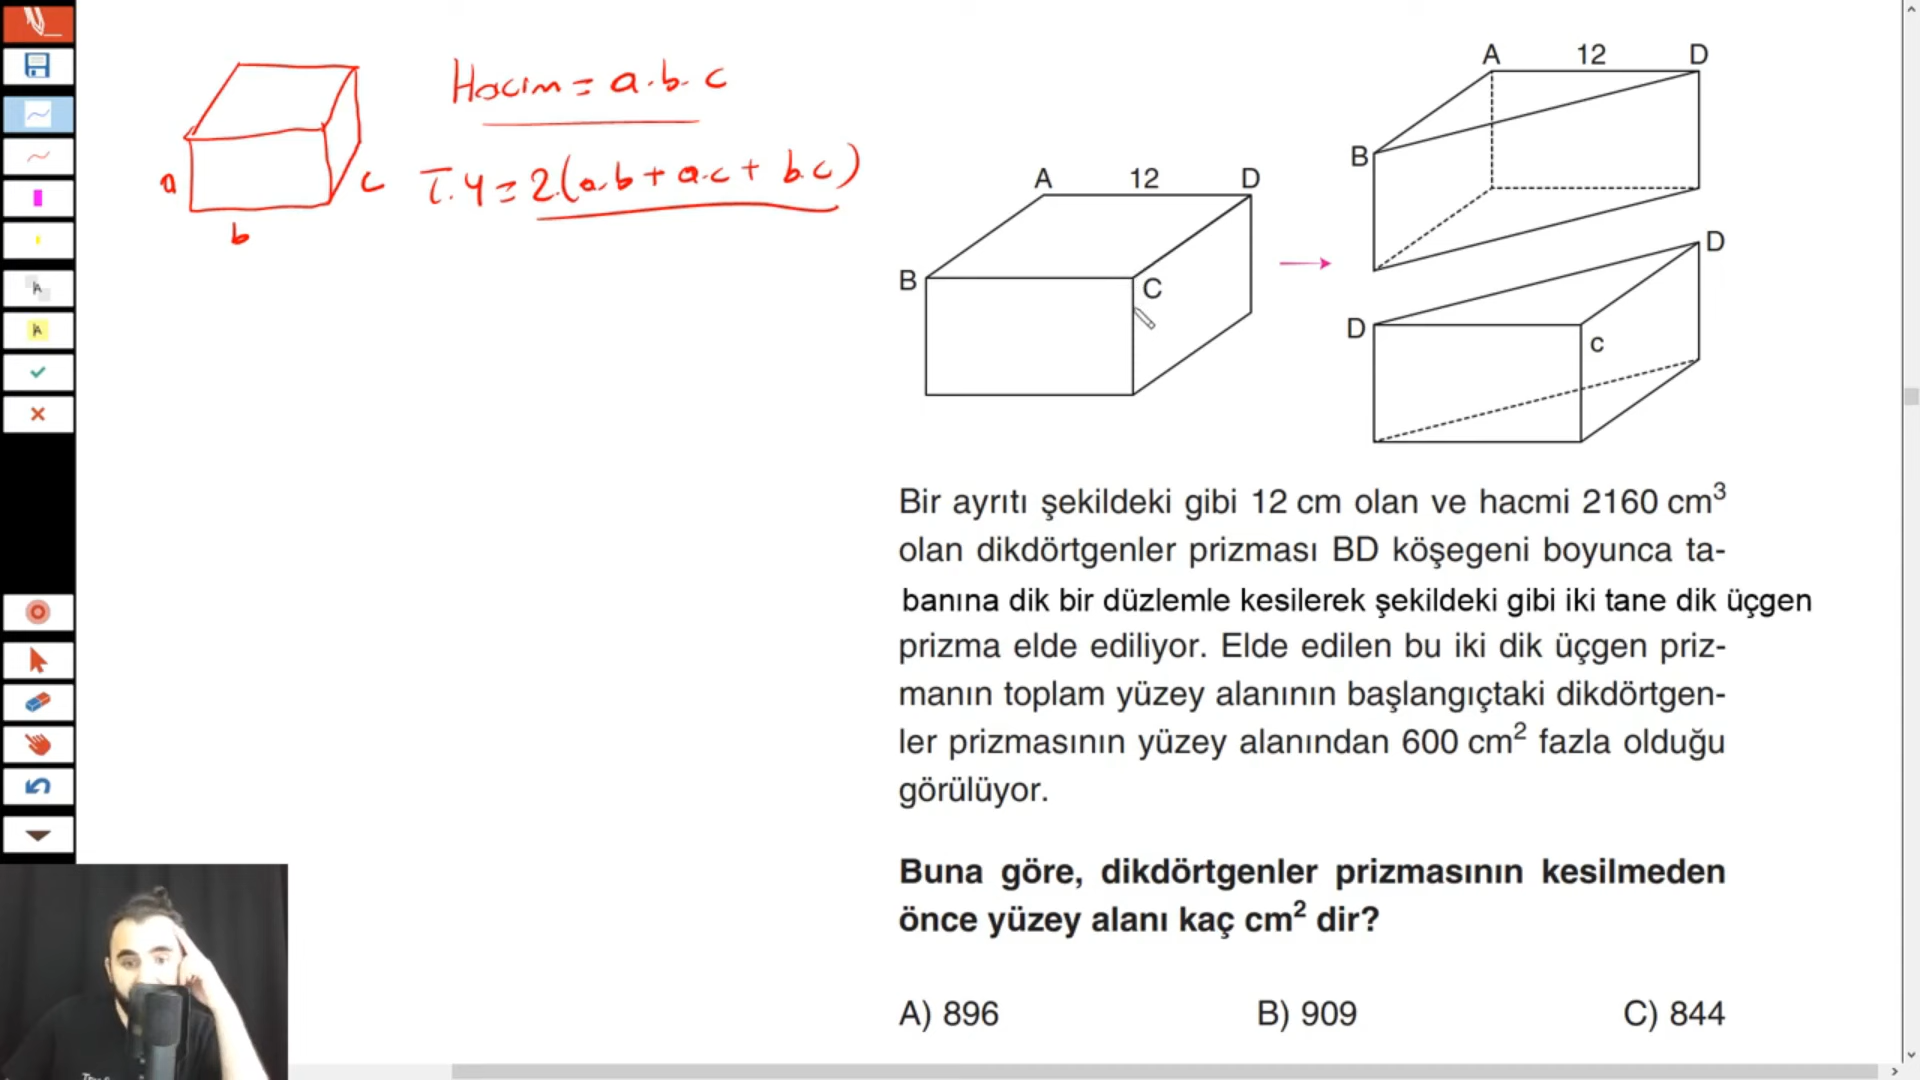 Hacim = a.b.c
T.Y = 2.(a.b + a.c + b.c)
a
c
b
A 12 D
B
C
A 12 D
B
D
D
c
Bir ayrıtı şekildeki gibi 12 cm olan ve hacmi 2160 cm³
olan dikdörtgenler prizması BD köşegeni boyunca ta-
banına dik bir düzlemle kesilerek şekildeki gibi iki tane dik üçgen
prizma elde ediliyor. Elde edilen bu iki dik üçgen priz-
manın toplam yüzey alanının başlangıçtaki dikdörtgen-
ler prizmasının yüzey alanından 600 cm² fazla olduğu
görülüyor.
Buna göre, dikdörtgenler prizmasının kesilmeden
önce yüzey alanı kaç cm² dir?
A) 896 B) 909 C) 844